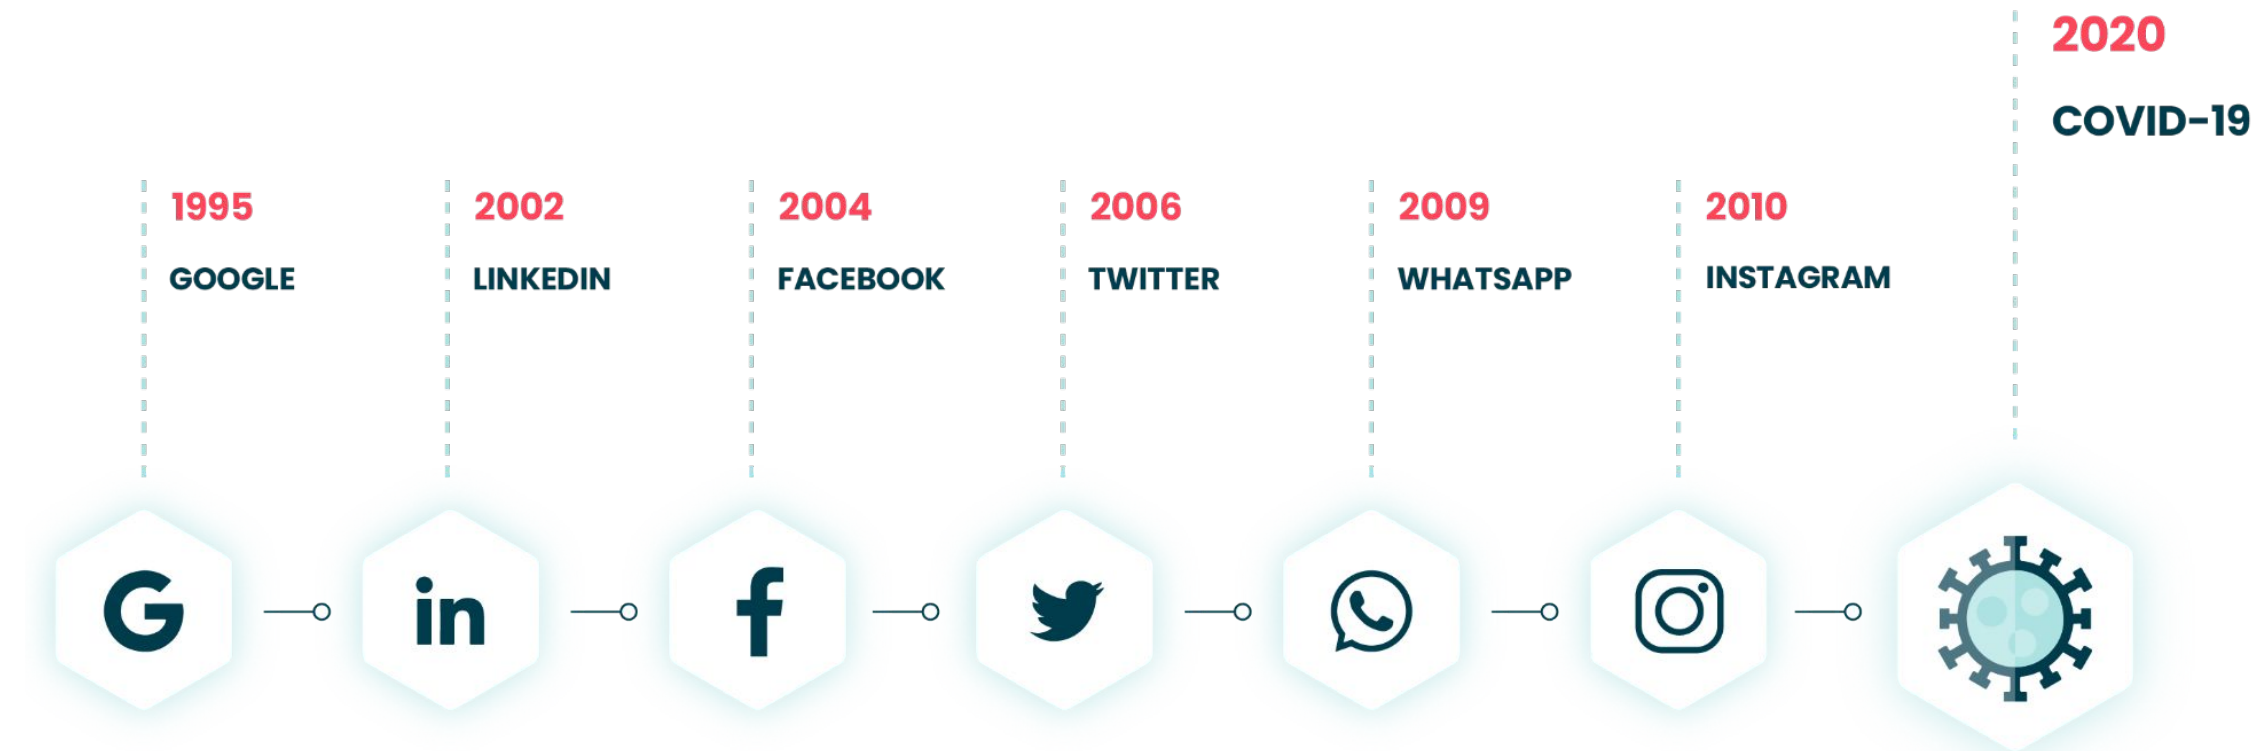 1995
GOOGLE
2002
LINKEDIN
2004
FACEBOOK
2006
TWITTER
2009
WHATSAPP
2010
INSTAGRAM
2020
COVID-19